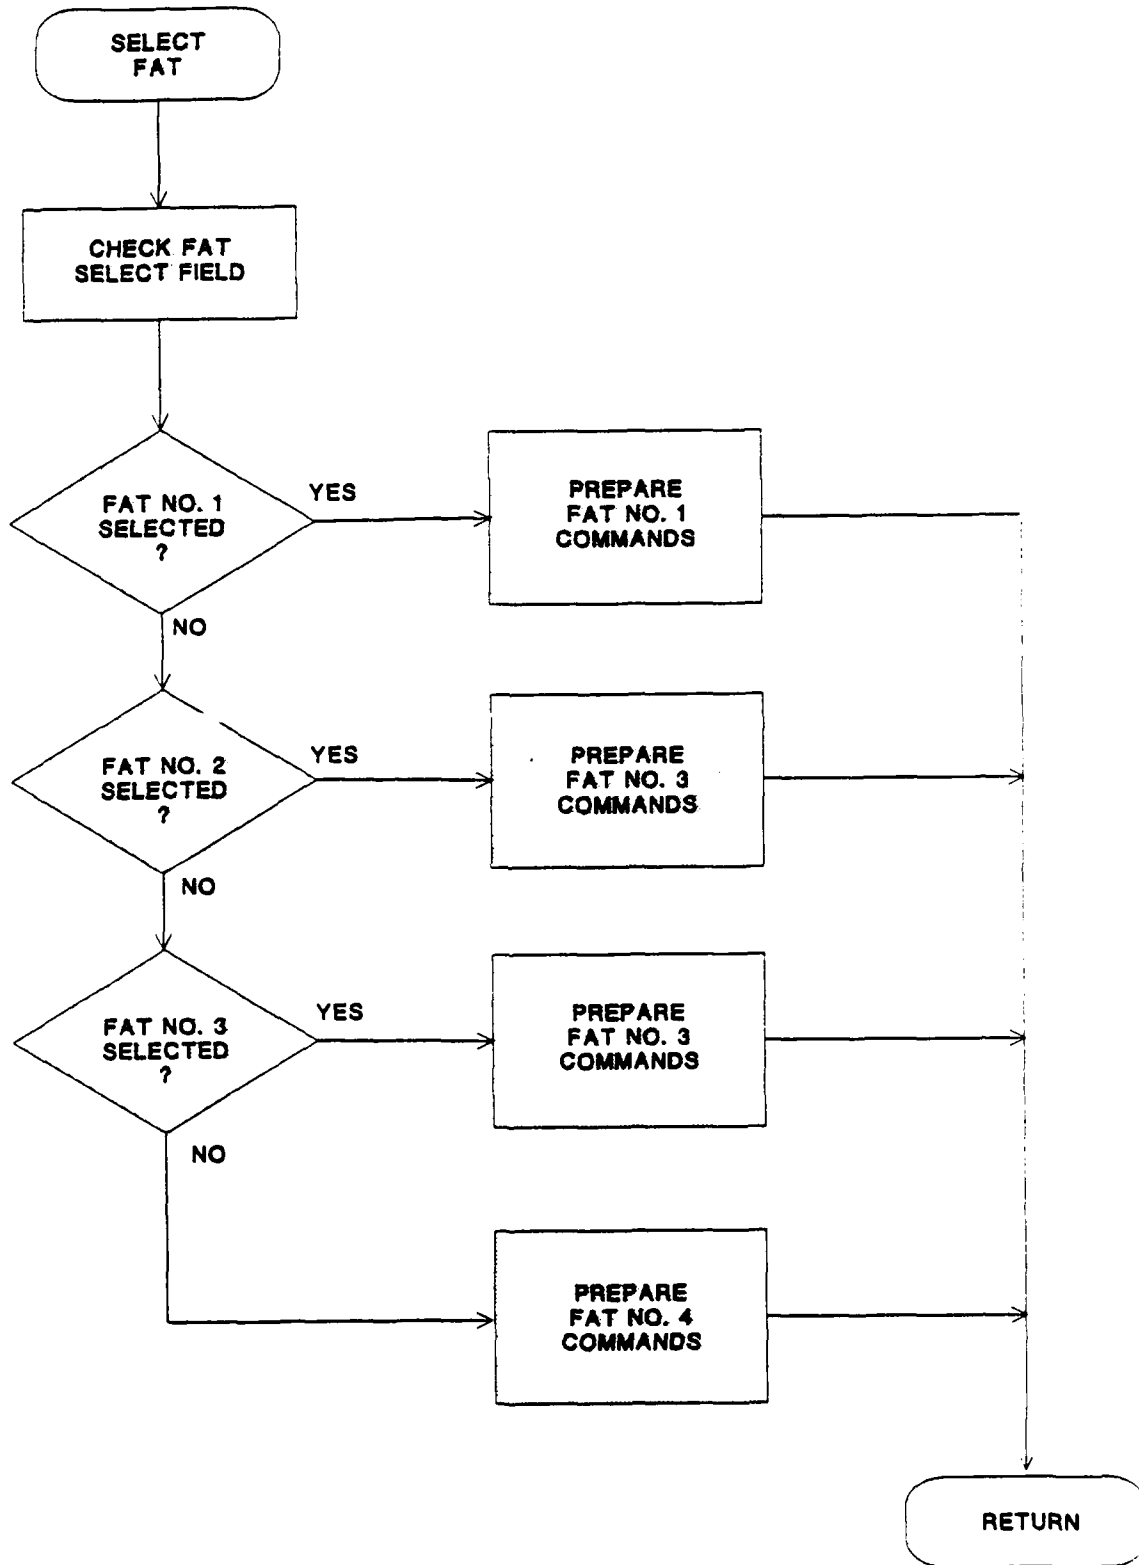 SELECT
FAT
CHECK FAT
SELECT FIELD
FAT NO. 1
SELECTED
?
YES
PREPARE
FAT NO. 1
COMMANDS
NO
FAT NO. 2
SELECTED
?
YES
PREPARE
FAT NO. 3
COMMANDS
NO
FAT NO. 3
SELECTED
?
YES
PREPARE
FAT NO. 3
COMMANDS
NO
PREPARE
FAT NO. 4
COMMANDS
RETURN